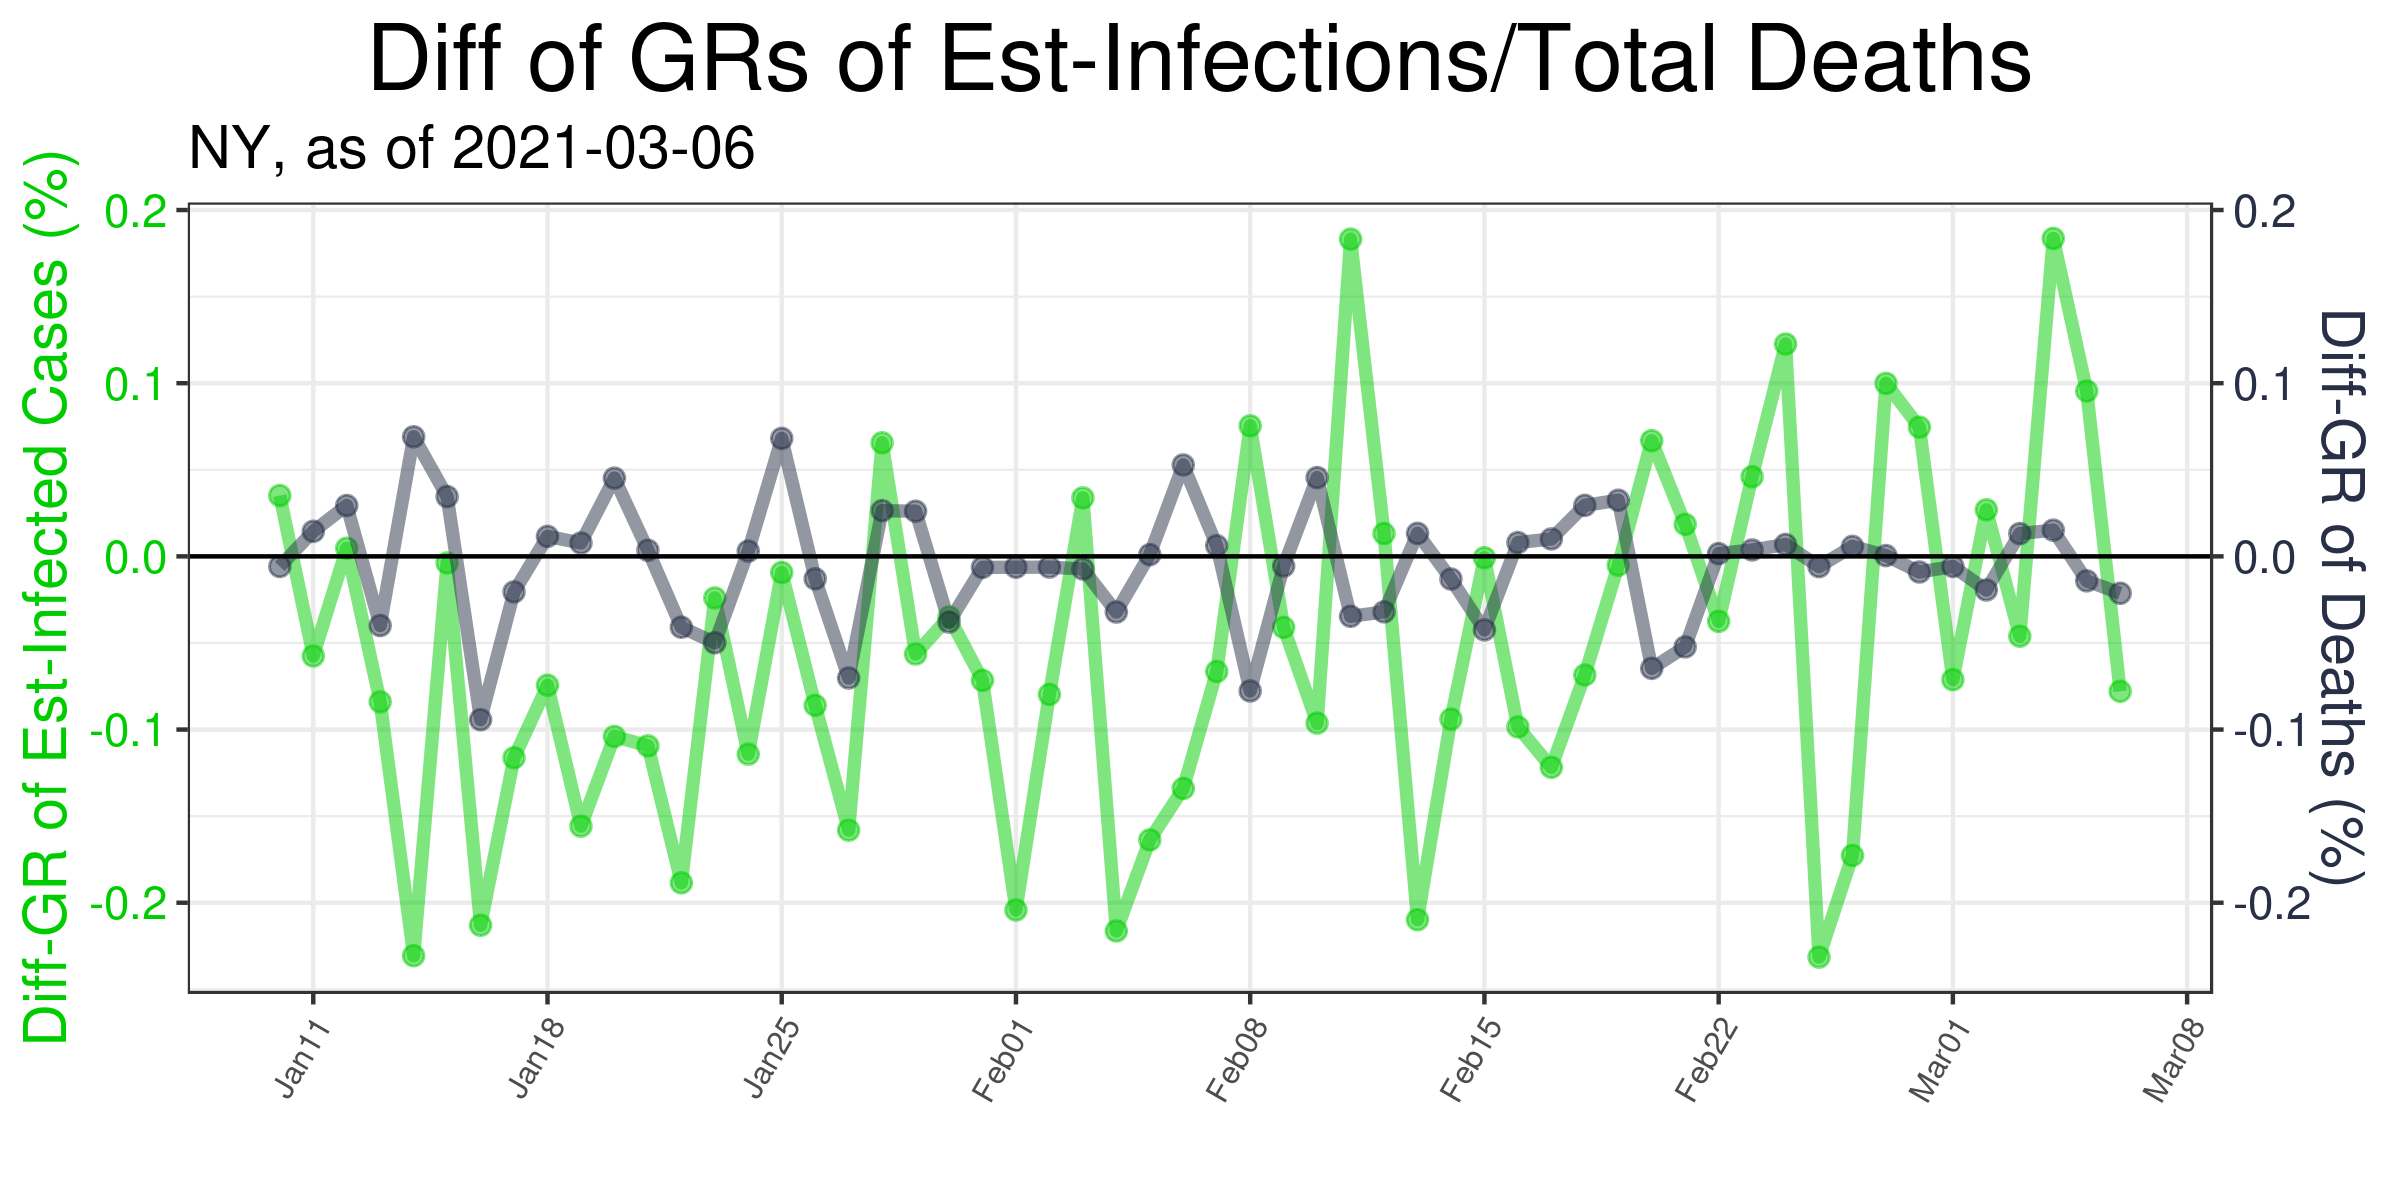 Diff of GRs of Est-Infections/Total Deaths
NY, as of 2021-03-06
Diff-GR of Est-Infected Cases (%)
0.2
0.1
0.0
-0.1
-0.2
0.2
0.1
0.0
-0.1
-0.2
Diff-GR of Deaths (%)
Jan11
Jan18
Jan25
Feb01
Feb08
Feb15
Feb22
Mar01
Mar08